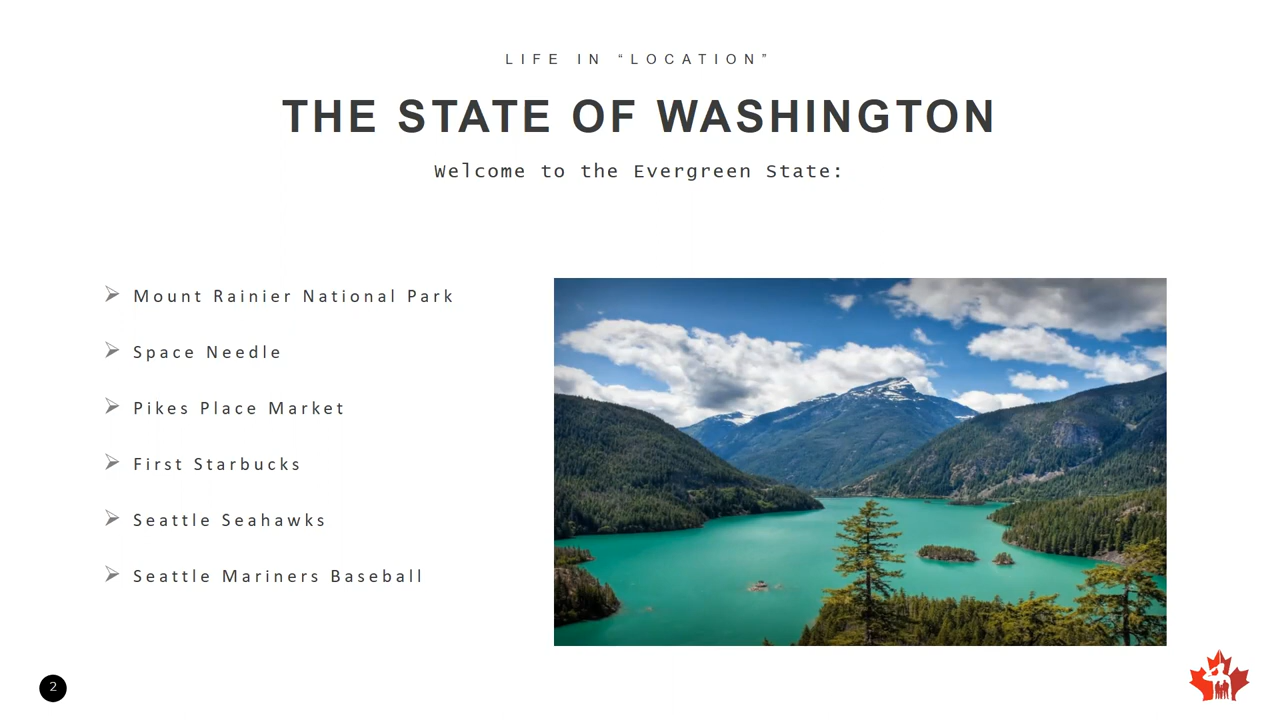 LIFE IN “LOCATION”
THE STATE OF WASHINGTON
Welcome to the Evergreen State:
Mount Rainier National Park
Space Needle
Pikes Place Market
First Starbucks
Seattle Seahawks
Seattle Mariners Baseball
2